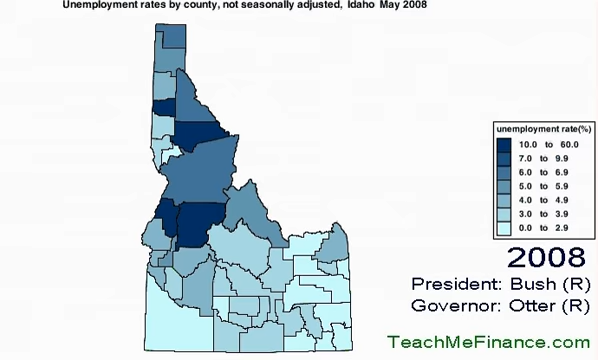 Unemployment rates by county, not seasonally adjusted, Idaho May 2008
unemployment rate(%)
10.0 to 60.0
7.0 to 9.9
6.0 to 6.9
5.0 to 5.9
4.0 to 4.9
3.0 to 3.9
0.0 to 2.9
2008
President: Bush (R)
Governor: Otter (R)
TeachMeFinance.com